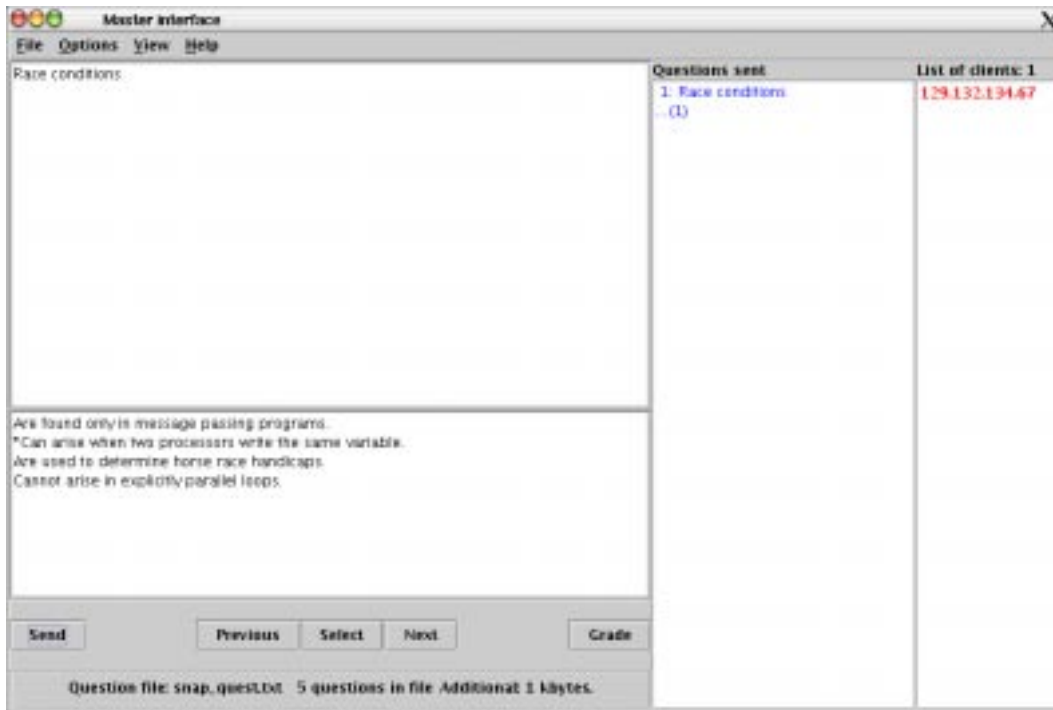 Master interface
X
File Options View Help
Race conditions
Questions sent
1: Race conditions
...(1)
List of clients: 1
129.132.134.67
Are found only in message passing programs.
*Can arise when two processors write the same variable.
Are used to determine horse race handicaps.
Cannot arise in explicitly parallel loops.
Send Previous Select Next Grade
Question file: snap_quest.txt 5 questions in file Additional: 1 kbytes.